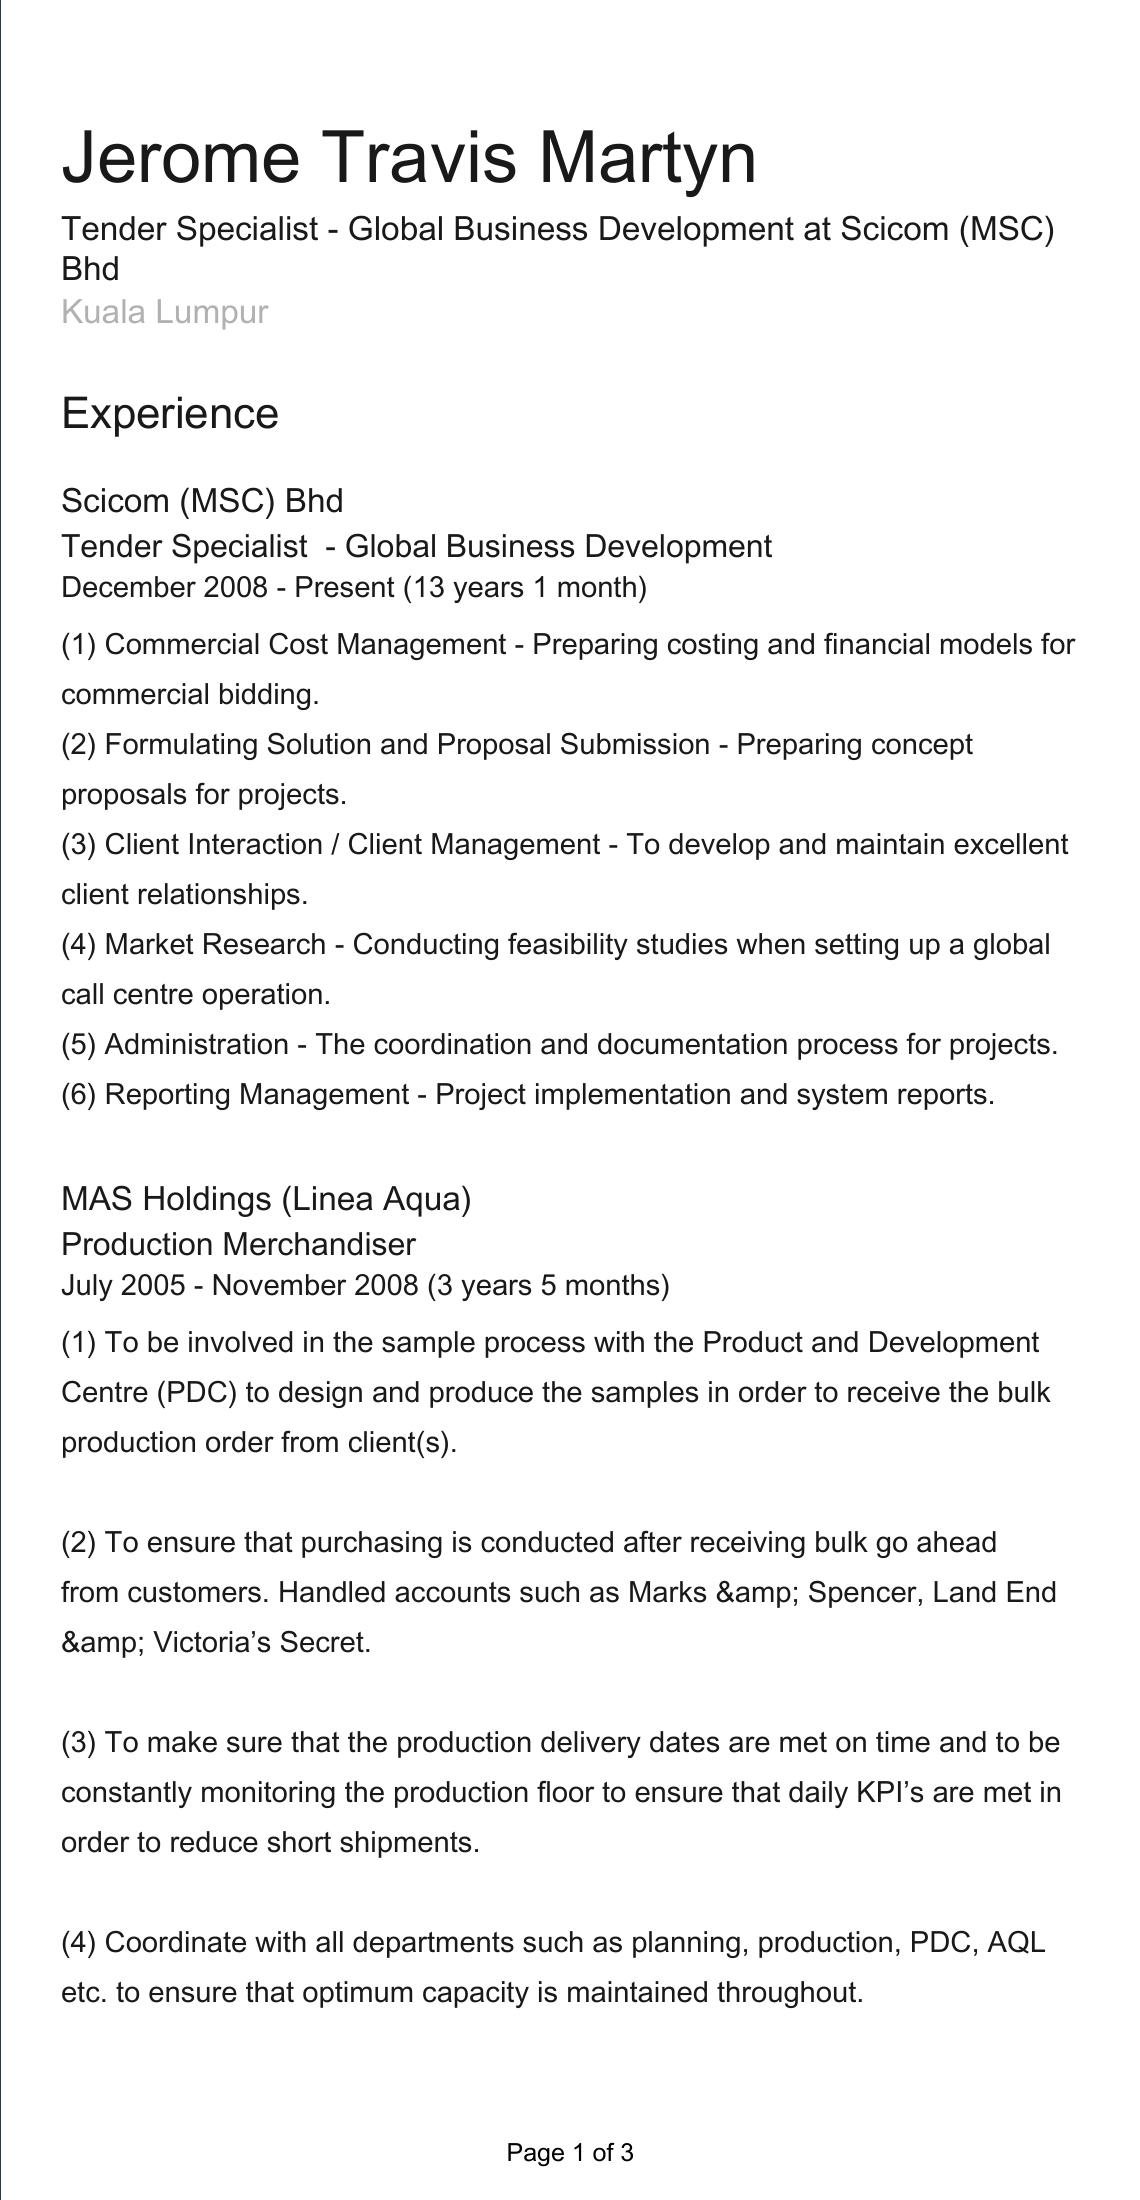 Jerome Travis Martyn
Tender Specialist - Global Business Development at Scicom (MSC)
Bhd
Kuala Lumpur
Experience
Scicom (MSC) Bhd
Tender Specialist  - Global Business Development
December 2008 - Present (13 years 1 month)
(1) Commercial Cost Management - Preparing costing and financial models for
commercial bidding.
(2) Formulating Solution and Proposal Submission - Preparing concept
proposals for projects.
(3) Client Interaction / Client Management - To develop and maintain excellent
client relationships.
(4) Market Research - Conducting feasibility studies when setting up a global
call centre operation.
(5) Administration - The coordination and documentation process for projects.
(6) Reporting Management - Project implementation and system reports.
MAS Holdings (Linea Aqua)
Production Merchandiser
July 2005 - November 2008 (3 years 5 months)
(1) To be involved in the sample process with the Product and Development
Centre (PDC) to design and produce the samples in order to receive the bulk
production order from client(s).
(2) To ensure that purchasing is conducted after receiving bulk go ahead
from customers. Handled accounts such as Marks &amp; Spencer, Land End
&amp; Victoria’s Secret.
(3) To make sure that the production delivery dates are met on time and to be
constantly monitoring the production floor to ensure that daily KPI’s are met in
order to reduce short shipments.
(4) Coordinate with all departments such as planning, production, PDC, AQL
etc. to ensure that optimum capacity is maintained throughout.
Page 1 of 3